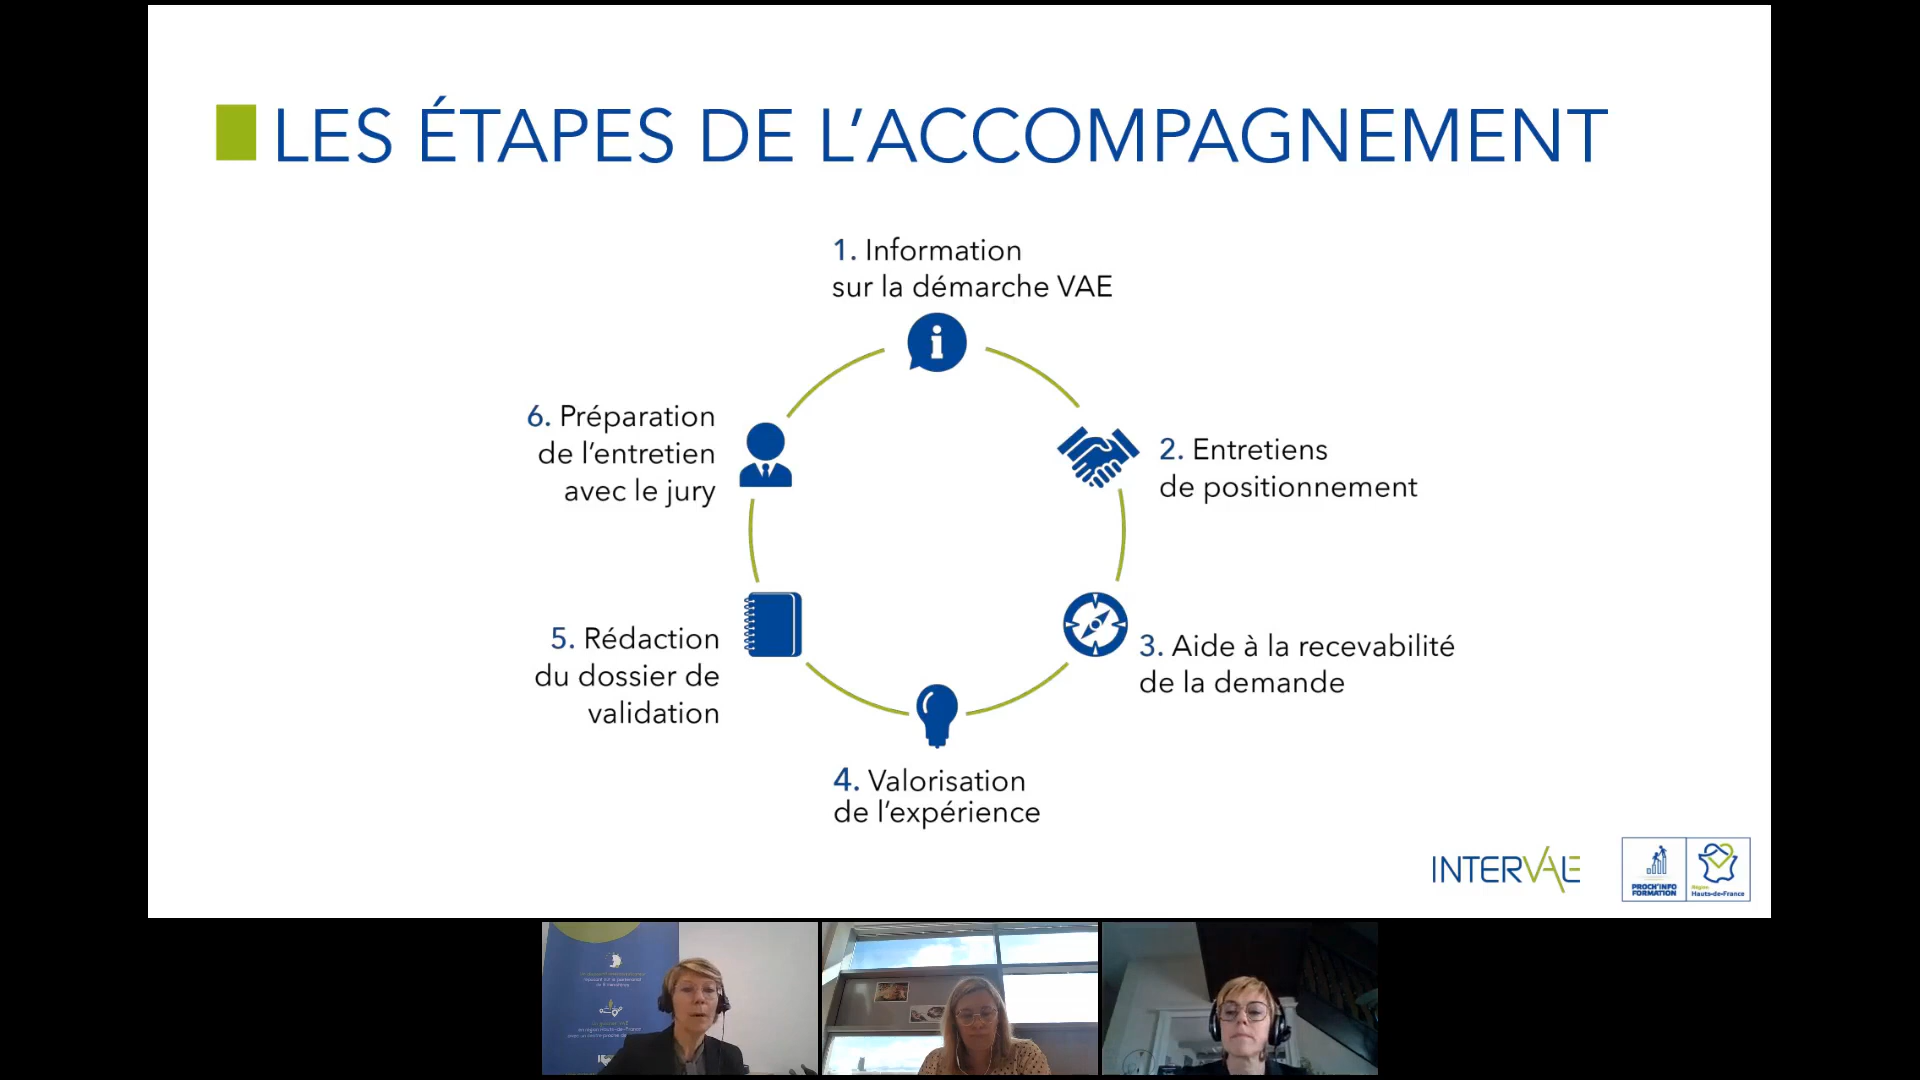 LES ÉTAPES DE L’ACCOMPAGNEMENT
1. Information
sur la démarche VAE
2. Entretiens
de positionnement
3. Aide à la recevabilité
de la demande
4. Valorisation
de l’expérience
5. Rédaction
du dossier de
validation
6. Préparation
de l’entretien
avec le jury
INTERVAE
PROCH'INFO
FORMATION
Région
Hauts-de-France